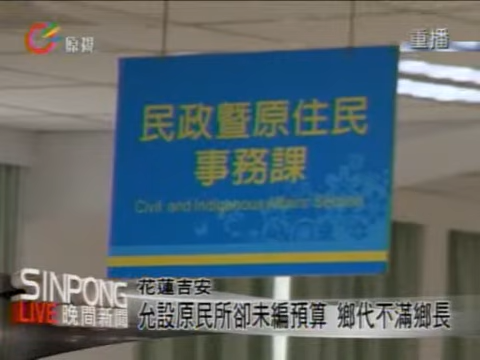 原視
重播
民政暨原住民
事務課
Civil and Indigenous Affairs Section
SINPONG
LIVE 晚間新聞
花蓮吉安
允設原民所卻未編預算 鄉代不滿鄉長